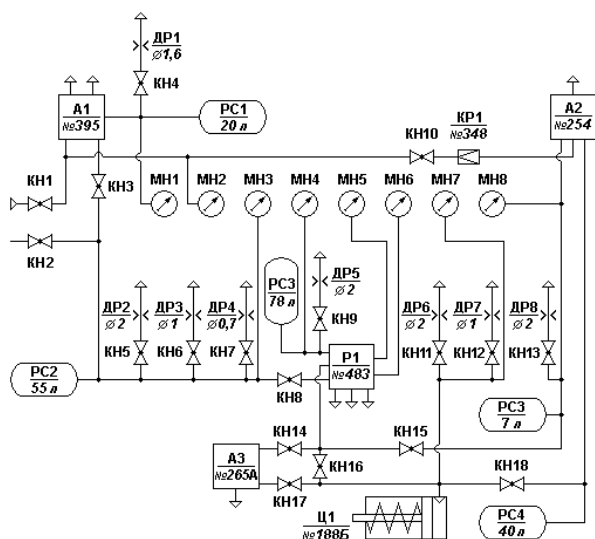 ДР1
∅1,6
КН4
А1
№395
РС1
20 л
КР1
№348
КН10
А2
№254
КН1
КН3
МН1
МН2
МН3
МН4
МН5
МН6
МН7
МН8
КН2
РС3
78 л
ДР5
∅2
КН9
ДР2
∅2
ДР3
∅1
ДР4
∅0,7
ДР6
∅2
ДР7
∅1
ДР8
∅2
КН5
КН6
КН7
Р1
№483
КН11
КН12
КН13
РС2
55 л
КН8
РС3
7 л
КН14
КН15
А3
№265А
КН16
КН17
КН18
Ц1
№188Б
РС4
40 л